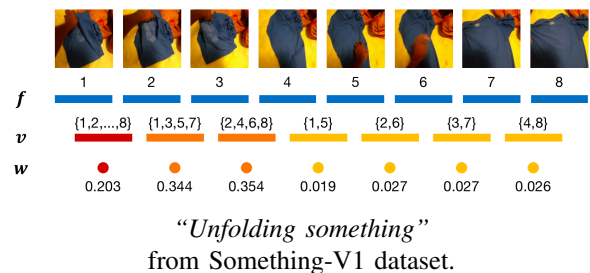 1 2 3 4 5 6 7 8
f
{1,2,...,8} {1,3,5,7} {2,4,6,8} {1,5} {2,6} {3,7} {4,8}
v
w
0.203 0.344 0.354 0.019 0.027 0.027 0.026
“Unfolding something”
from Something-V1 dataset.